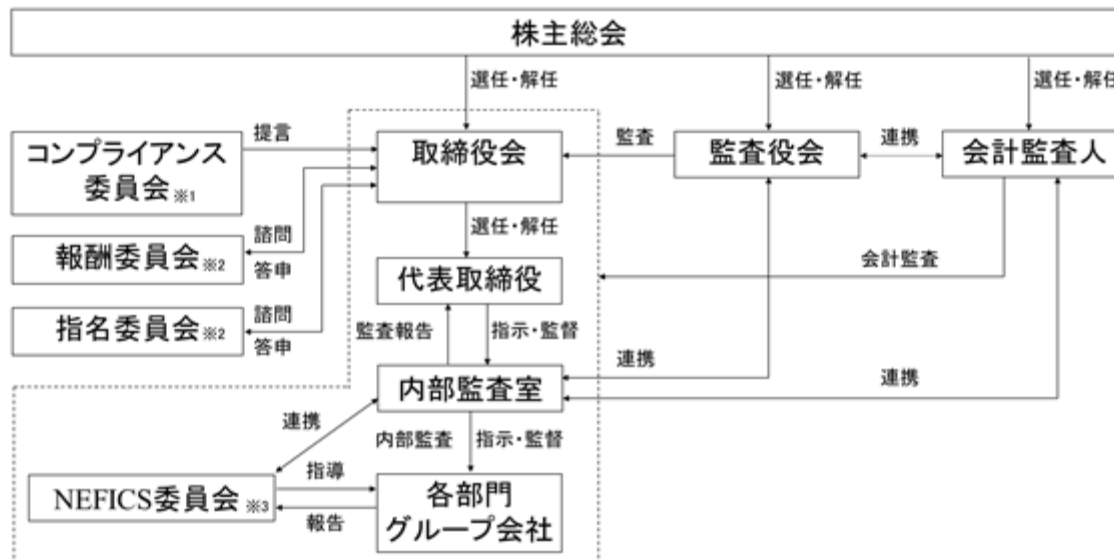 株主総会
選任・解任
選任・解任
選任・解任
コンプライアンス
委員会※1
提言
取締役会
監査
監査役会
連携
会計監査人
報酬委員会※2
諮問
答申
選任・解任
代表取締役
会計監査
指名委員会※2
諮問
答申
監査報告
指示・監督
内部監査室
連携
連携
連携
内部監査
指示・監督
NEFICS委員会※3
指導
報告
各部門
グループ会社